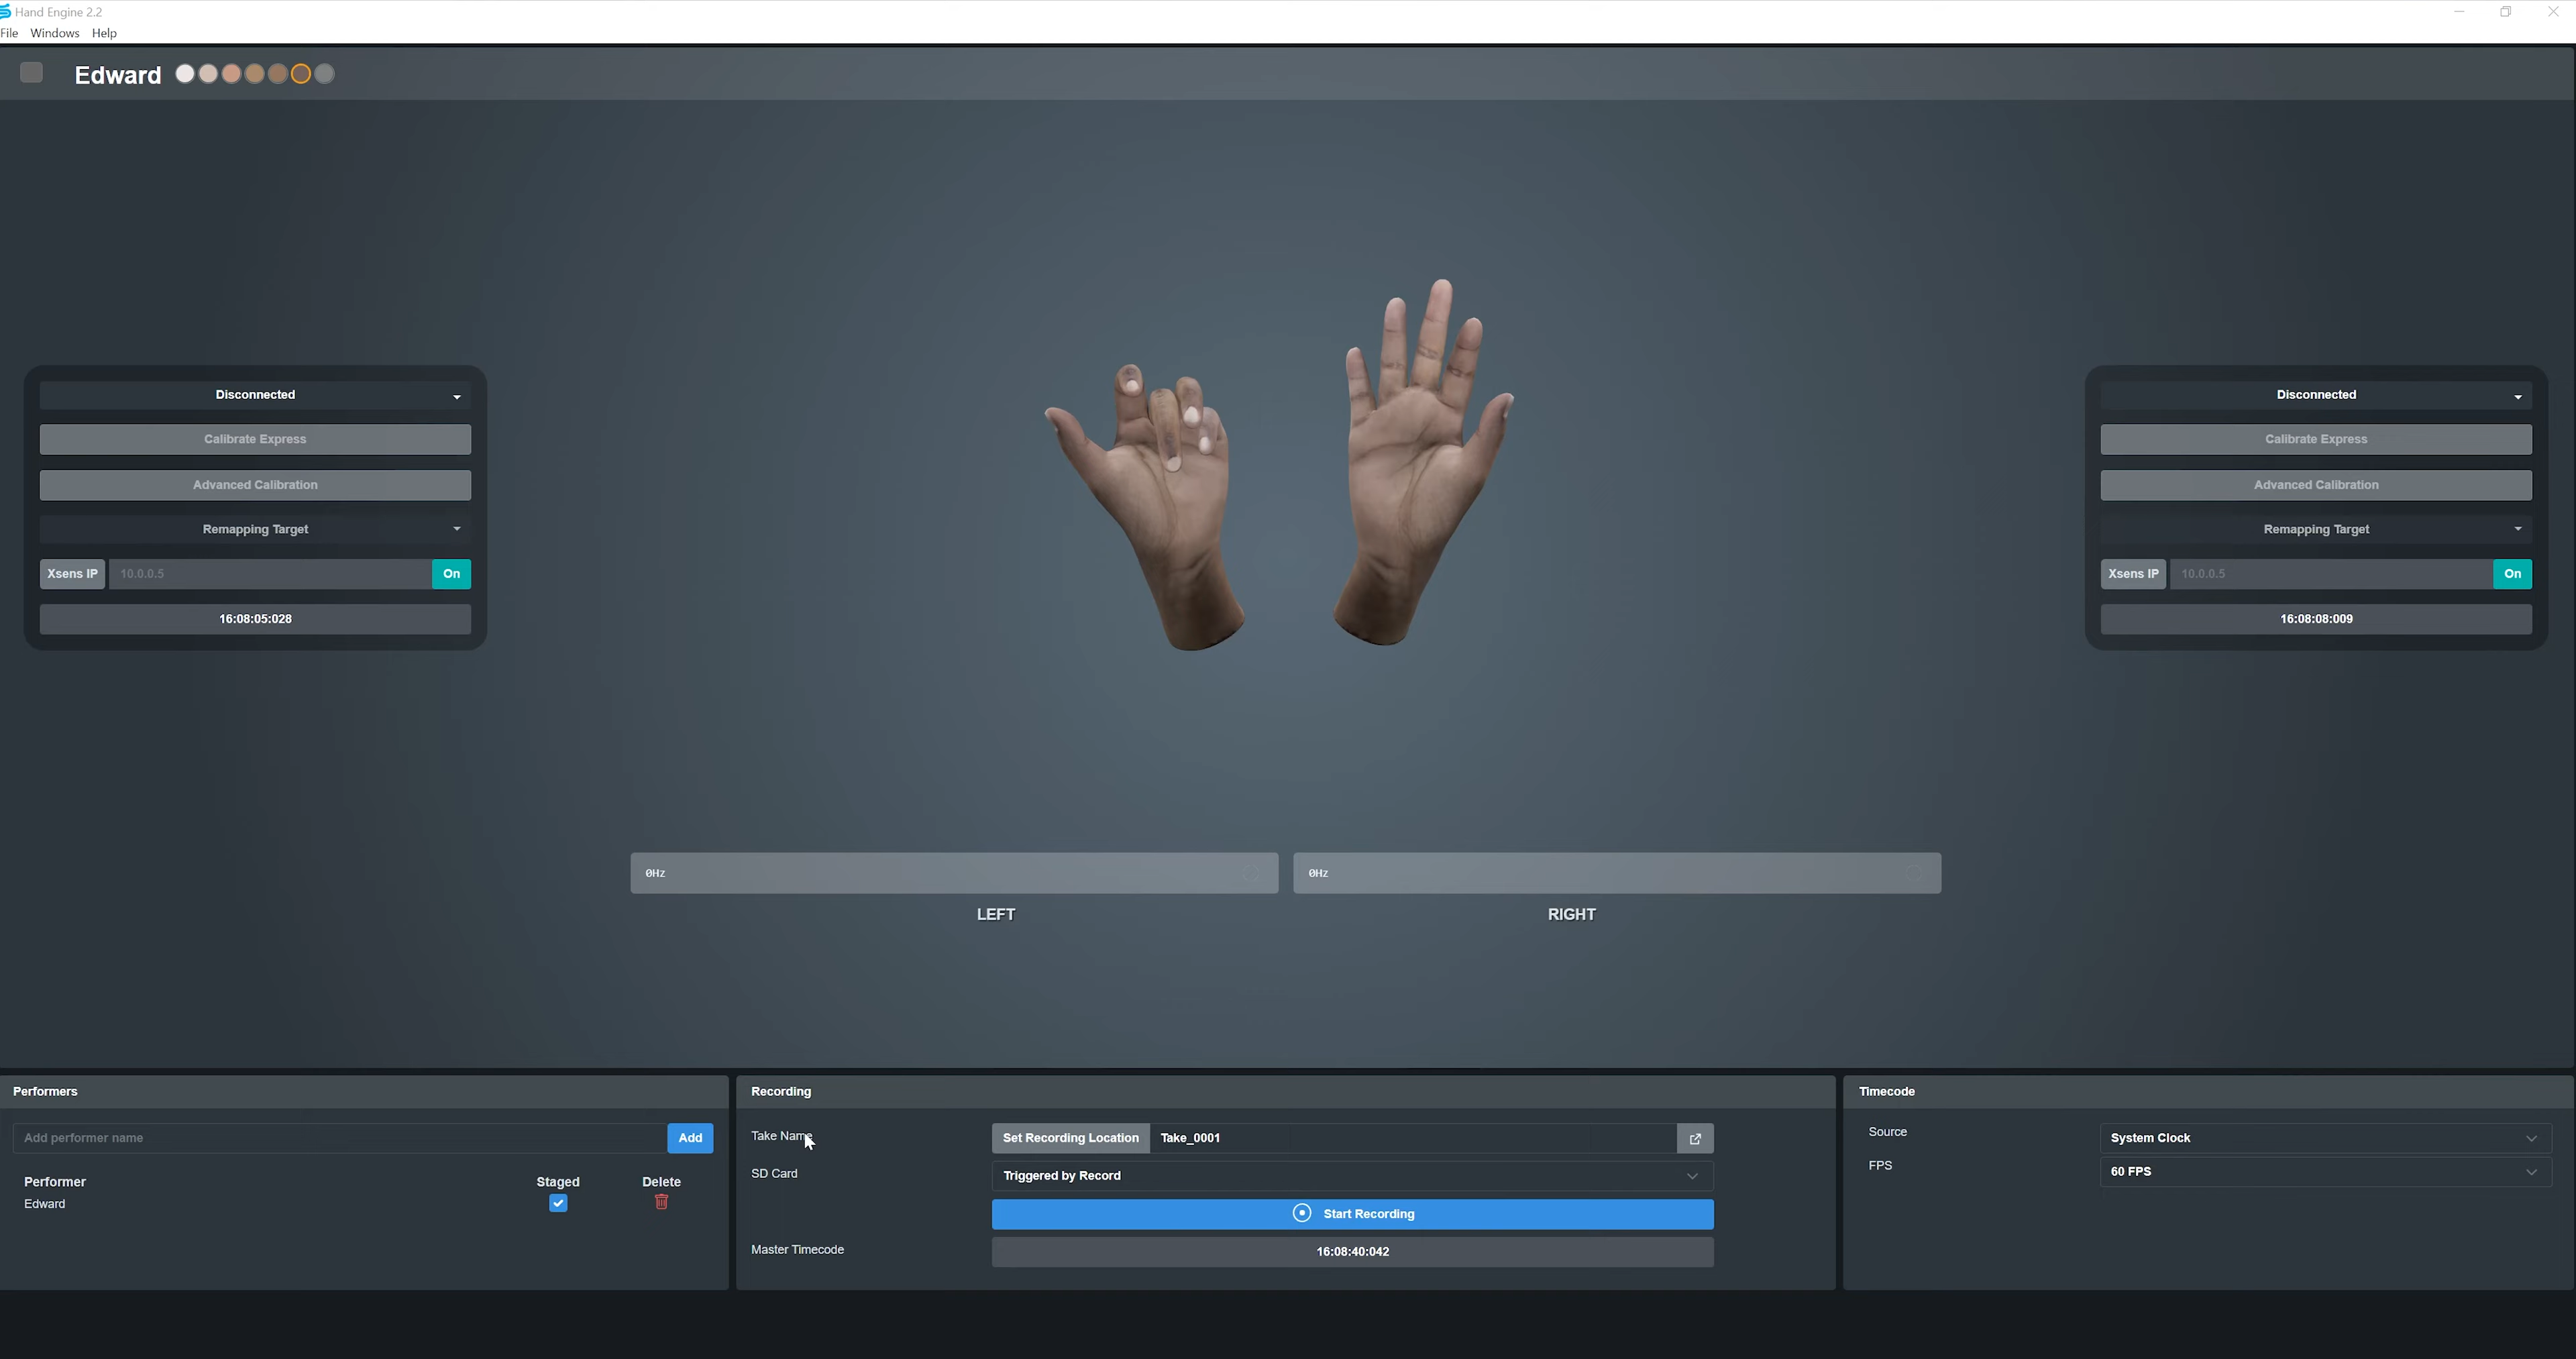 Hand Engine 2.2
File Windows Help
Edward
Disconnected
Calibrate Express
Advanced Calibration
Remapping Target
Xsens IP 10.0.0.5 On
16:08:05:028
Disconnected
Calibrate Express
Advanced Calibration
Remapping Target
Xsens IP 10.0.0.5 On
16:08:08:009
0Hz
0Hz
LEFT
RIGHT
Performers
Add performer name Add
Performer Staged Delete
Edward
Recording
Take Name Set Recording Location Take_0001
SD Card Triggered by Record
Start Recording
Master Timecode 16:08:40:042
Timecode
Source System Clock
FPS 60 FPS